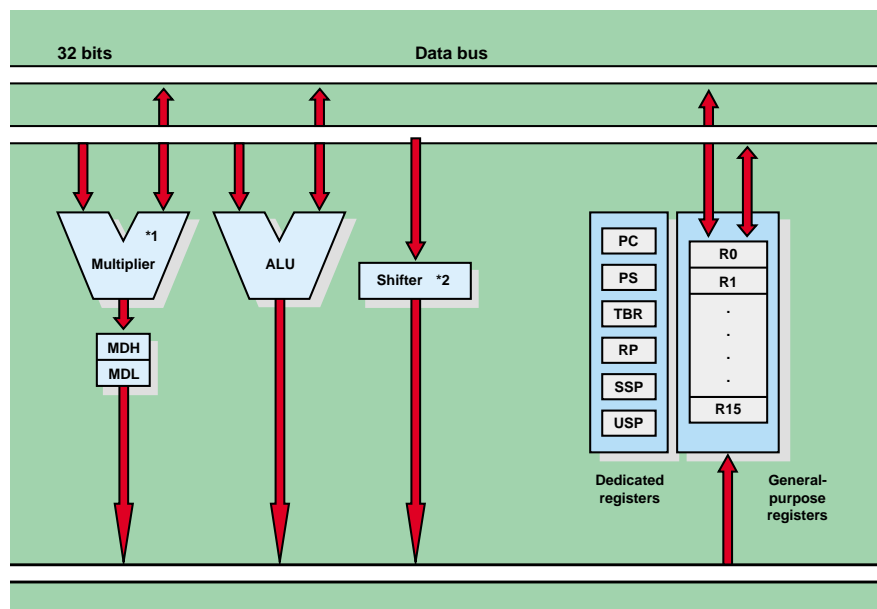 32 bits
Data bus
*1
Multiplier
ALU
Shifter *2
MDH
MDL
PC
PS
TBR
RP
SSP
USP
R0
R1
.
.
.
.
R15
Dedicated
registers
General-
purpose
registers